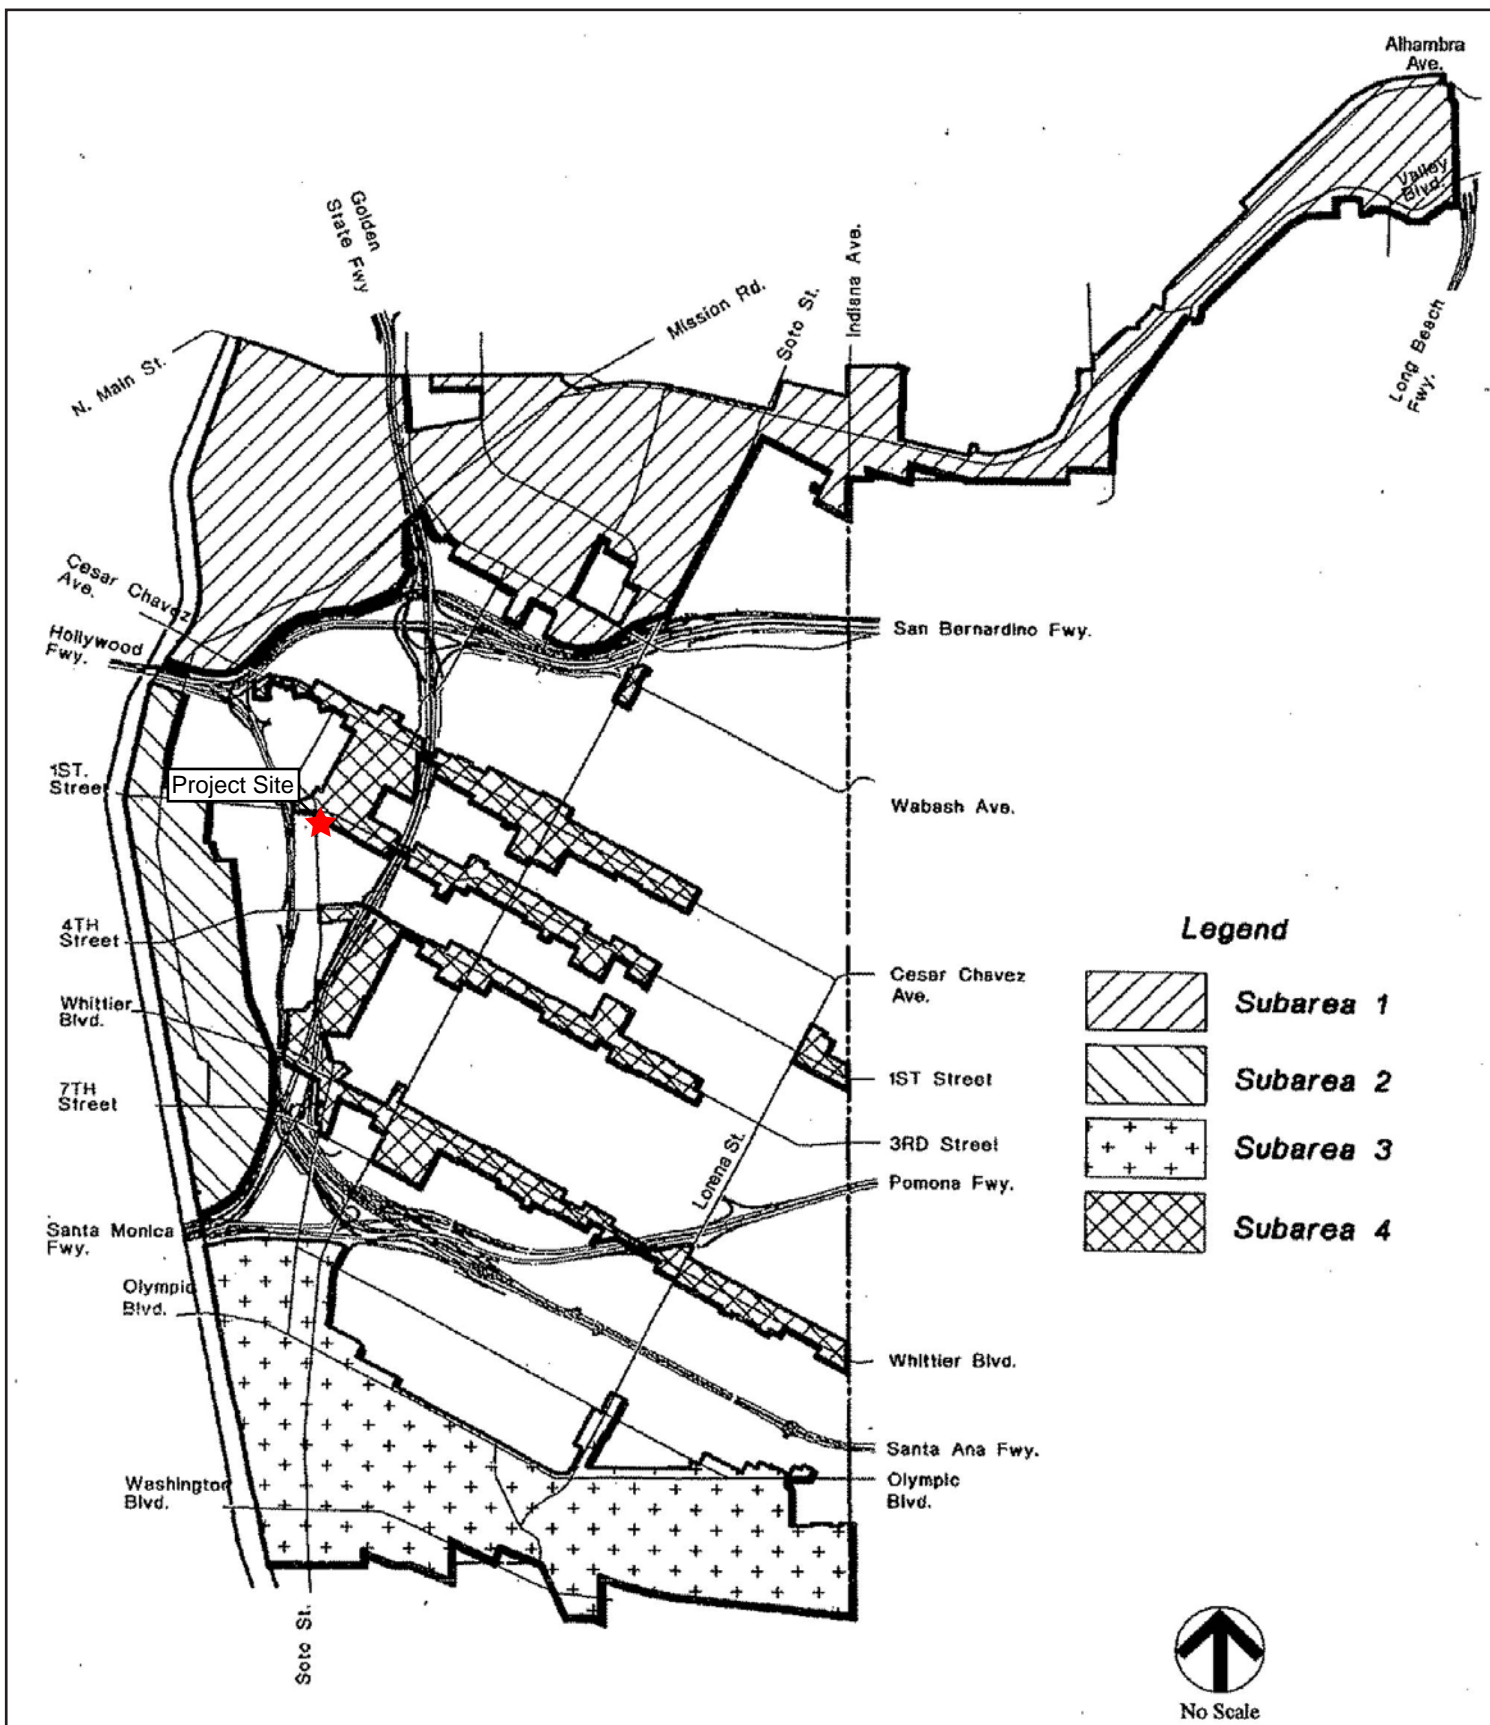 Alhambra
Ave.
Valley
Blvd.
Golden
State Fwy
Mission Rd.
Soto St.
Indiana Ave.
Long Beach
Fwy.
N. Main St.
Cesar Chavez
Ave.
Hollywood
Fwy.
San Bernardino Fwy.
1ST.
Street
Project Site
Wabash Ave.
4TH
Street
Legend
Cesar Chavez
Ave.
Subarea 1
Whittier
Blvd.
1ST Street
Subarea 2
7TH
Street
3RD Street
Subarea 3
Lorena St.
Pomona Fwy.
Santa Monica
Fwy.
Subarea 4
Olympic
Blvd.
Whittier Blvd.
Santa Ana Fwy.
Washington
Blvd.
Olympic
Blvd.
Soto St.
No Scale